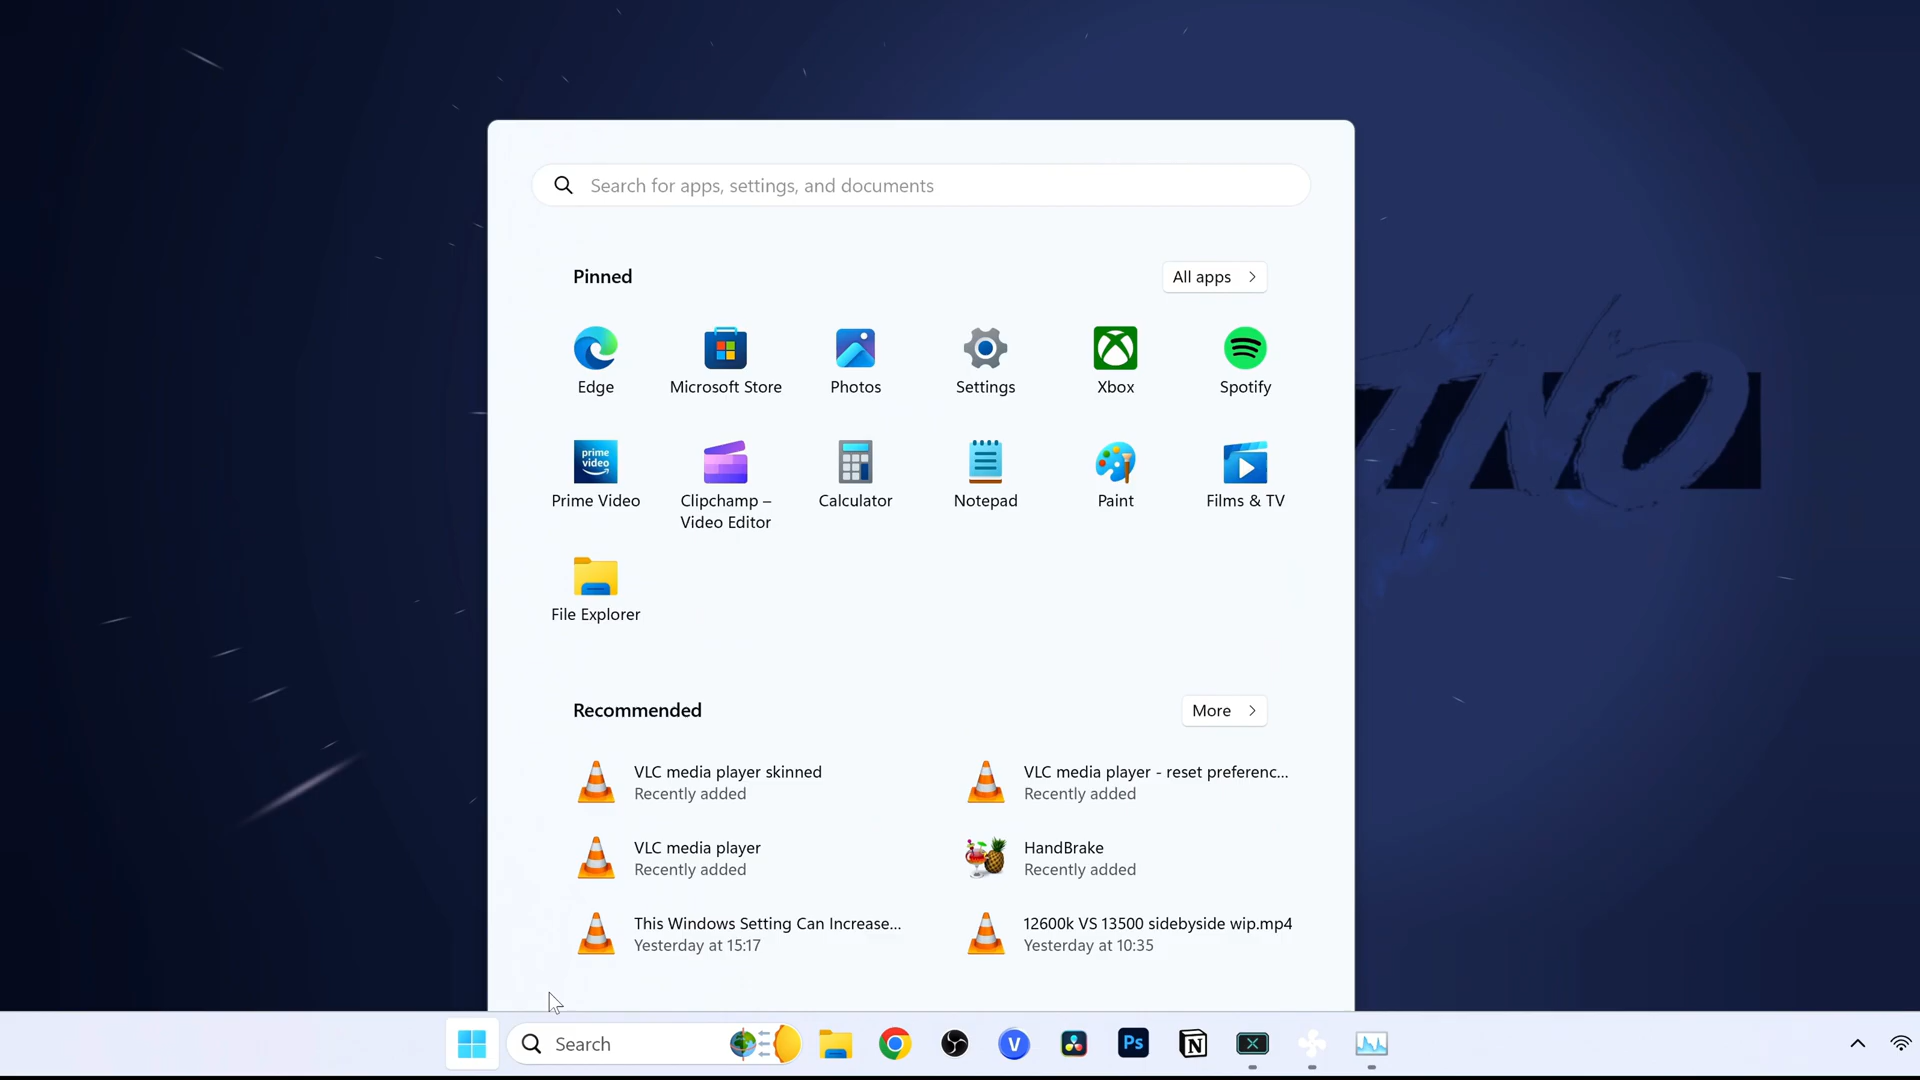 Search for apps, settings, and documents
Pinned
All apps
Edge
Microsoft Store
Photos
Settings
Xbox
Spotify
prime video
Prime Video
Clipchamp –
Video Editor
Calculator
Notepad
Paint
Films & TV
File Explorer
Recommended
More
VLC media player skinned
Recently added
VLC media player - reset preferenc...
Recently added
VLC media player
Recently added
HandBrake
Recently added
This Windows Setting Can Increase...
Yesterday at 15:17
12600k VS 13500 sidebyside wip.mp4
Yesterday at 10:35
Search
V
Ps
N
X